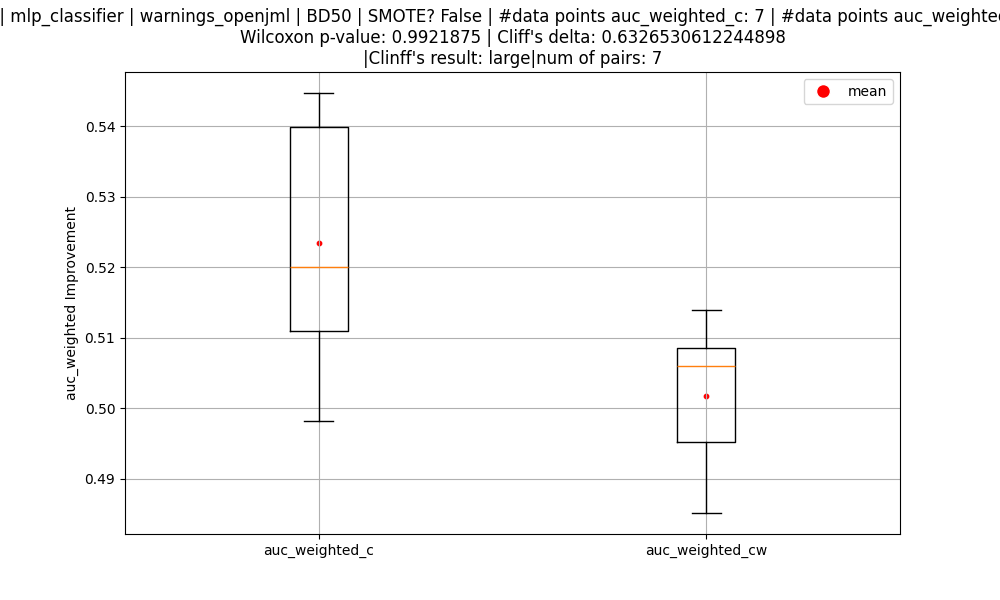 | mlp_classifier | warnings_openjml | BD50 | SMOTE? False | #data points auc_weighted_c: 7 | #data points
Wilcoxon p-value: 0.9921875 | Cliff's delta: 0.6326530612244898
|Clinff's result: large|num of pairs: 7
mean
0.54
0.53
0.52
0.51
0.50
0.49
auc_weighted Improvement
auc_weighted_c
auc_weighted_cw